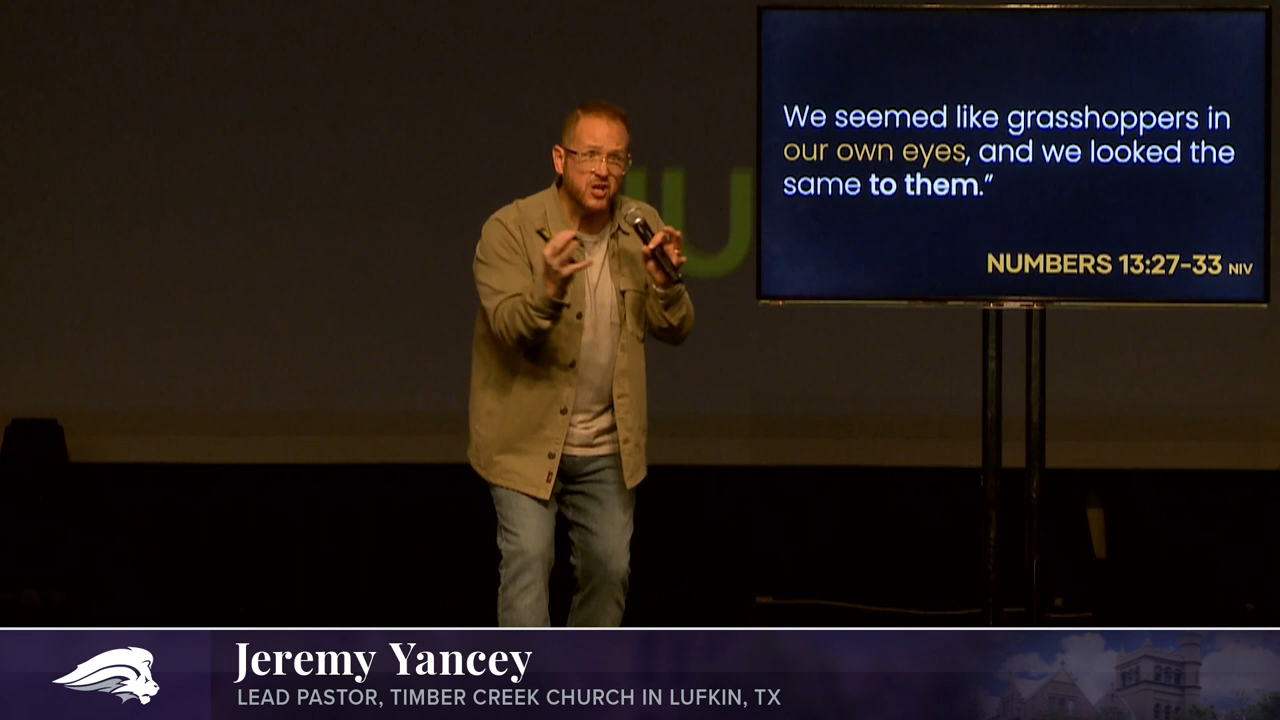 We seemed like grasshoppers in
our own eyes, and we looked the
same to them.”
NUMBERS 13:27-33 NIV
Jeremy Yancey
LEAD PASTOR, TIMBER CREEK CHURCH IN LUFKIN, TX